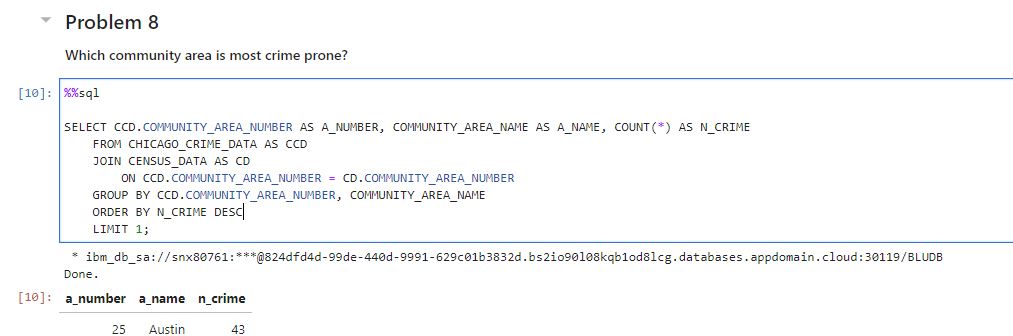 Problem 8
Which community area is most crime prone?
[10]: %%sql
SELECT CCD.COMMUNITY_AREA_NUMBER AS A_NUMBER, COMMUNITY_AREA_NAME AS A_NAME, COUNT(*) AS N_CRIME
FROM CHICAGO_CRIME_DATA AS CCD
JOIN CENSUS_DATA AS CD
ON CCD.COMMUNITY_AREA_NUMBER = CD.COMMUNITY_AREA_NUMBER
GROUP BY CCD.COMMUNITY_AREA_NUMBER, COMMUNITY_AREA_NAME
ORDER BY N_CRIME DESC
LIMIT 1;
* ibm_db_sa://snx80761:***@824dfd4d-99de-440d-9991-629c01b3832d.bs2io90l08kqb1od8lcg.databases.appdomain.cloud:30119/BLUDB
Done.
[10]: a_number a_name n_crime
25 Austin 43